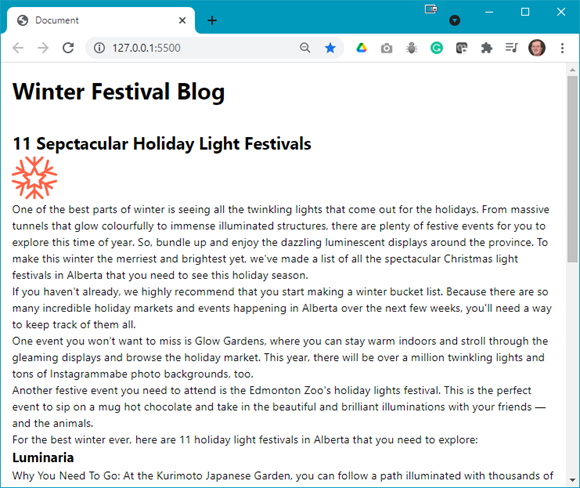 Document
127.0.0.1:5500
Winter Festival Blog
11 Sepctacular Holiday Light Festivals
One of the best parts of winter is seeing all the twinkling lights that come out for the holidays. From massive
tunnels that glow colourfully to immense illuminated structures, there are plenty of festive events for you to
explore this time of year. So, bundle up and enjoy the dazzling luminescent displays around the province. To
make this winter the merriest and brightest yet, we've made a list of all the spectacular Christmas light
festivals in Alberta that you need to see this holiday season.
If you haven't already, we highly recommend that you start making a winter bucket list. Because there are so
many incredible holiday markets and events happening in Alberta over the next few weeks, you'll need a way
to keep track of them all.
One event you won't want to miss is Glow Gardens, where you can stay warm indoors and stroll through the
gleaming displays and browse the holiday market. This year, there will be over a million twinkling lights and
tons of Instagrammabe photo backgrounds, too.
Another festive event you need to attend is the Edmonton Zoo's holiday lights festival. This is the perfect
event to sip on a mug hot chocolate and take in the beautiful and brilliant illuminations with your friends —
and the animals.
For the best winter ever, here are 11 holiday light festivals in Alberta that you need to explore:
Luminaria
Why You Need To Go: At the Kurimoto Japanese Garden, you can follow a path illuminated with thousands of